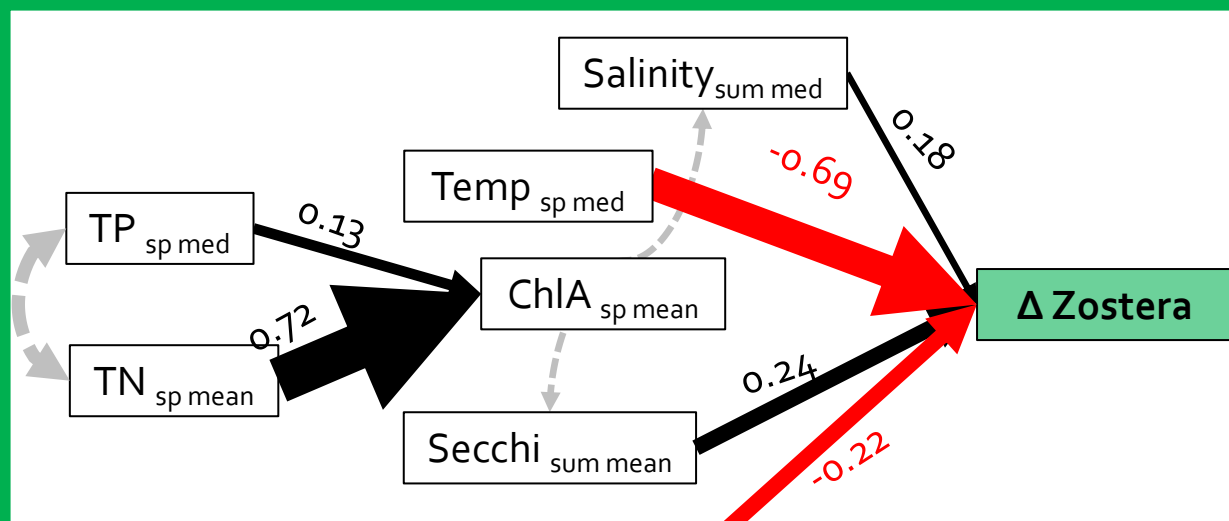 Salinity sum med
0.18
-0.69
Temp sp med
TP sp med
0.13
ChlA sp mean
Δ Zostera
0.72
TN sp mean
0.24
Secchi sum mean
-0.22